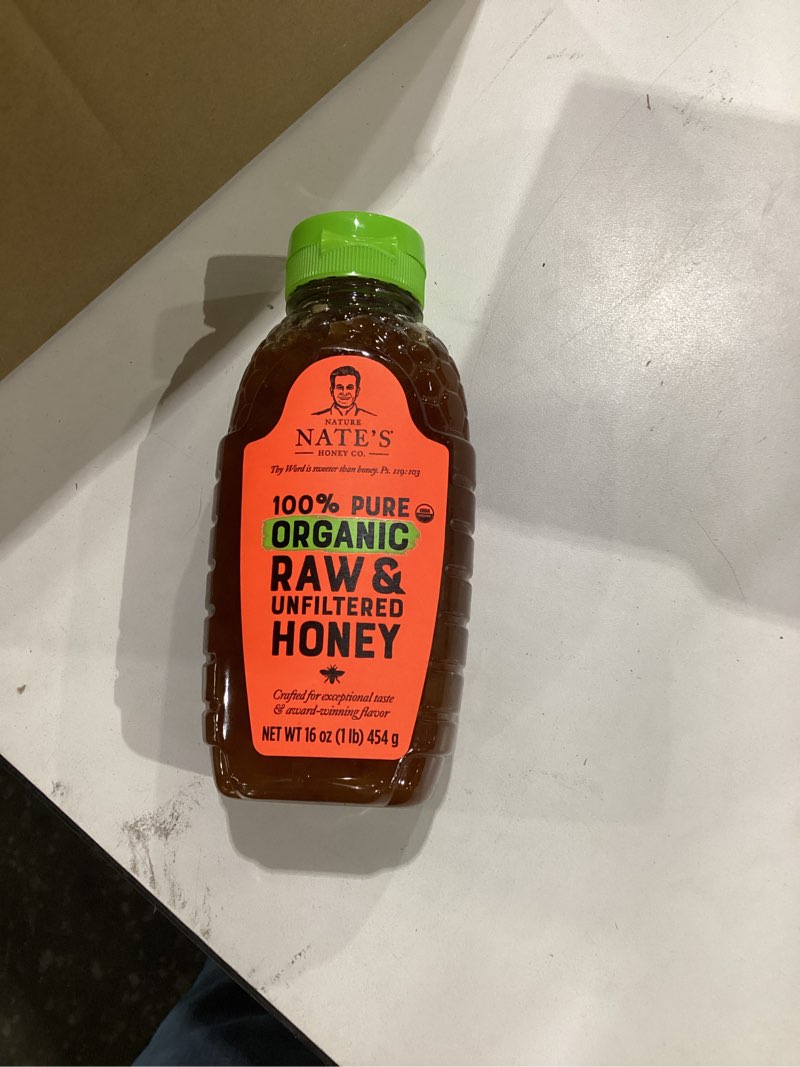 NATURE
NATE'S
HONEY CO.
Thy Word is sweeter than honey. Ps. 119:103
100% PURE
USDA
ORGANIC
RAW &
UNFILTERED
HONEY
Crafted for exceptional taste
& award-winning flavor
NET WT 16 oz (1 lb) 454 g